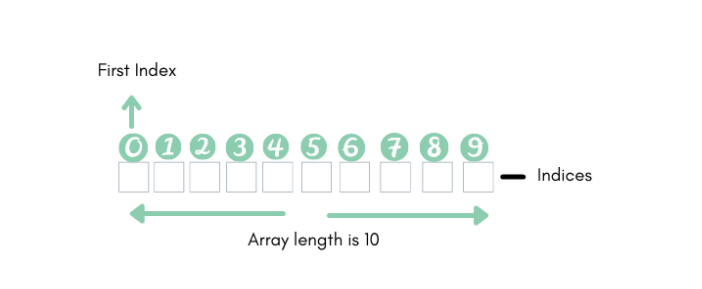 First Index
0 1 2 3 4 5 6 7 8 9
Indices
Array length is 10